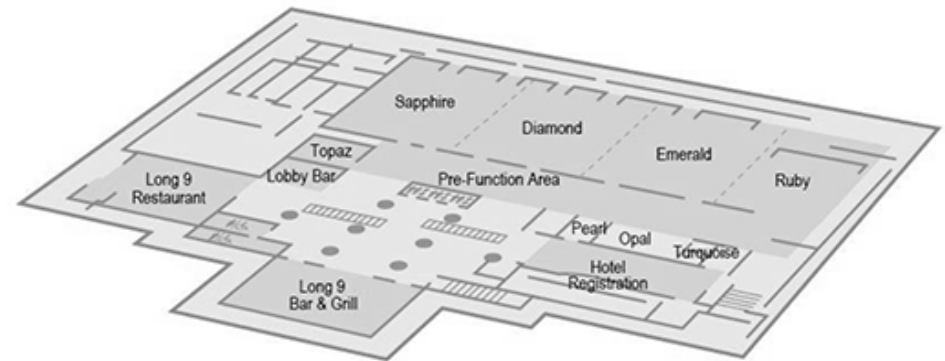 Sapphire
Diamond
Emerald
Ruby
Topaz
Lobby Bar
Long 9
Restaurant
Pre-Function Area
Pearl
Opal
Turquoise
Hotel
Registration
Long 9
Bar & Grill